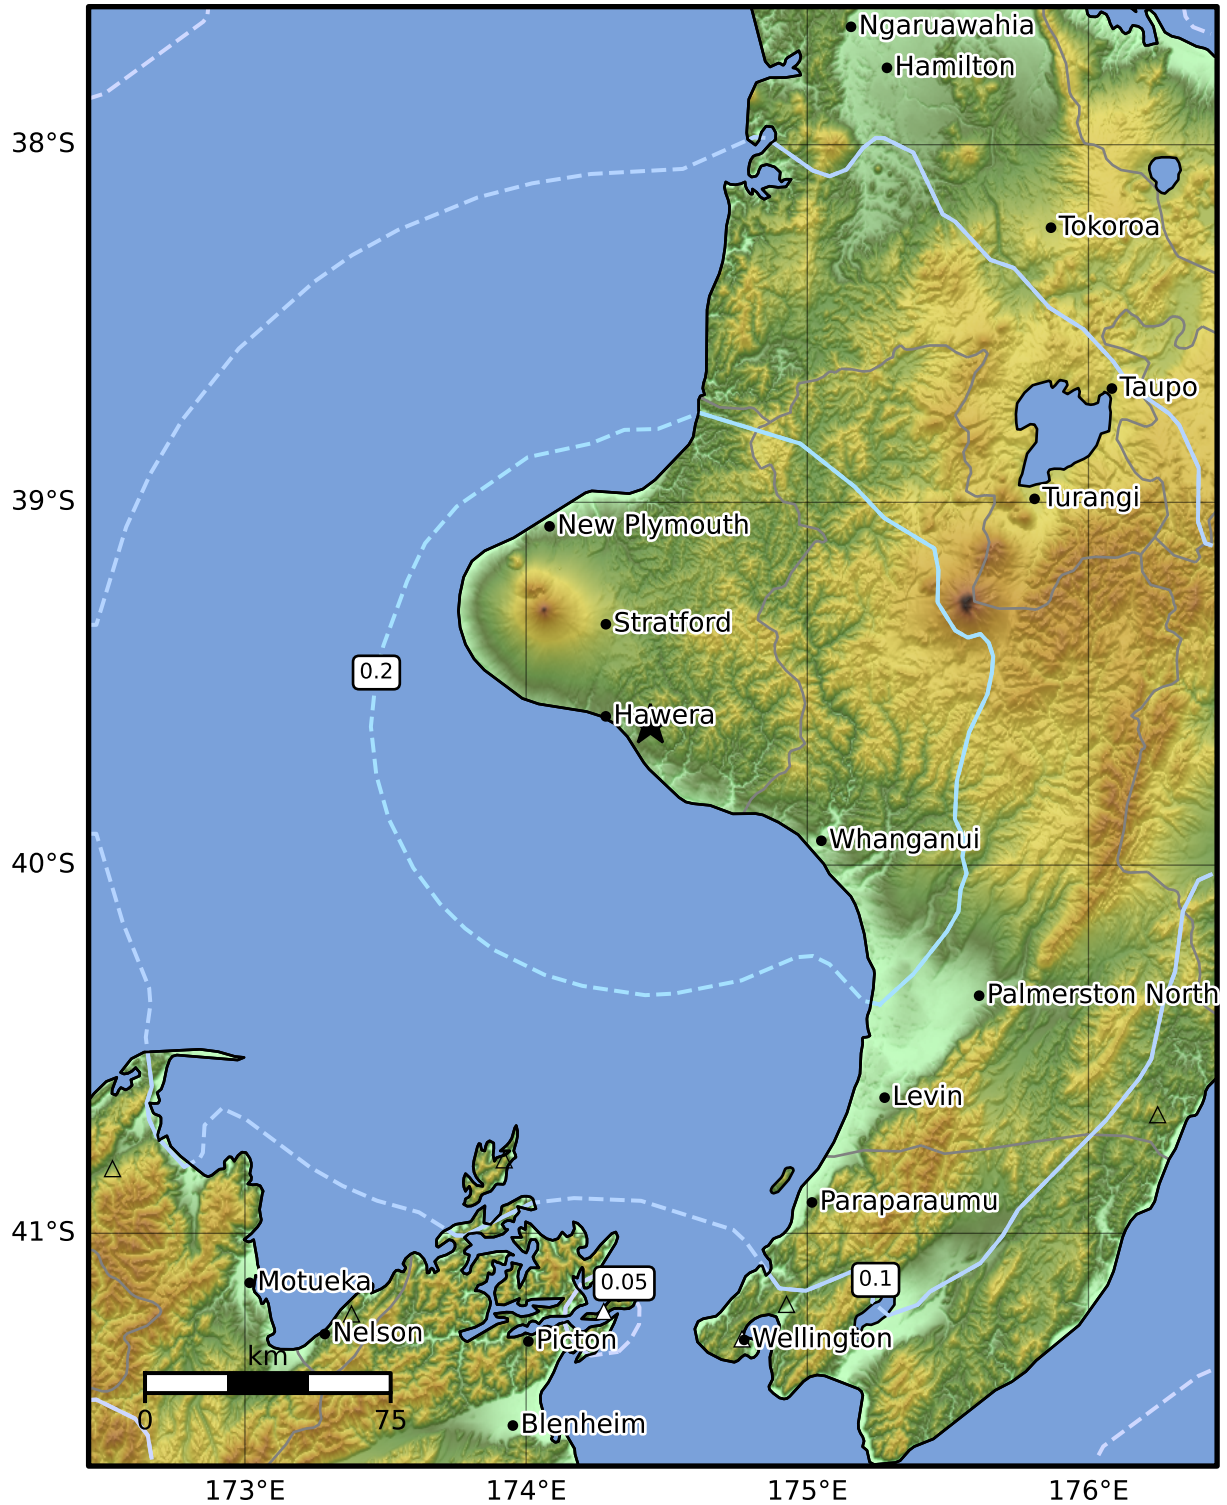 Ngaruawahia
Hamilton
38°S
Tokoroa
Taupo
39°S
Turangi
New Plymouth
Stratford
0.2
Hawera
Whanganui
40°S
Palmerston North
Levin
Paraparaumu
41°S
Motueka
0.05
0.1
Nelson
Picton
Wellington
km
0
75
Blenheim
173°E
174°E
175°E
176°E